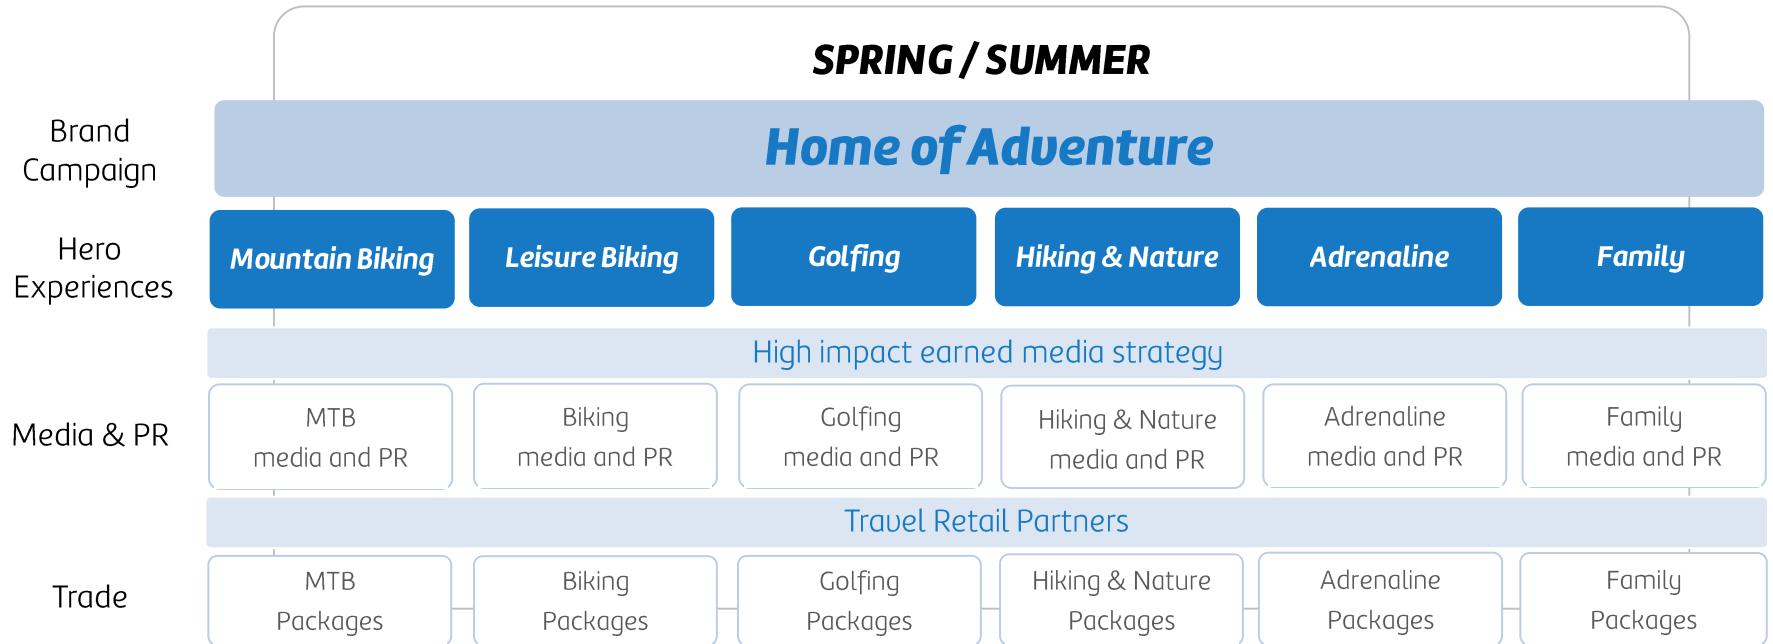 SPRING / SUMMER
Brand
Campaign
Home of Adventure
Hero
Experiences
Mountain Biking
Leisure Biking
Golfing
Hiking & Nature
Adrenaline
Family
High impact earned media strategy
Media & PR
MTB
media and PR
Biking
media and PR
Golfing
media and PR
Hiking & Nature
media and PR
Adrenaline
media and PR
Family
media and PR
Travel Retail Partners
Trade
MTB
Packages
Biking
Packages
Golfing
Packages
Hiking & Nature
Packages
Adrenaline
Packages
Family
Packages